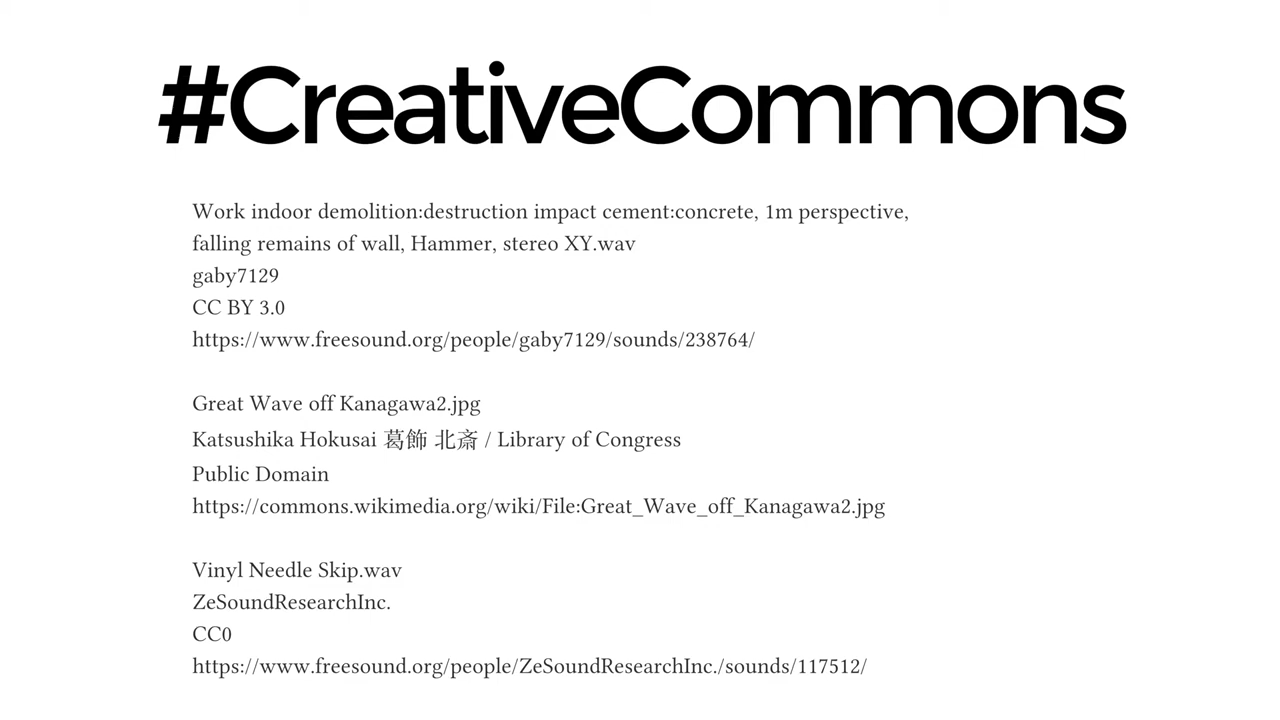 #CreativeCommons
Work indoor demolition:destruction impact cement:concrete, 1m perspective,
falling remains of wall, Hammer, stereo XY.wav
gaby7129
CC BY 3.0
https://www.freesound.org/people/gaby7129/sounds/238764/
Great Wave off Kanagawa2.jpg
Katsushika Hokusai 葛飾 北斎 / Library of Congress
Public Domain
https://commons.wikimedia.org/wiki/File:Great_Wave_off_Kanagawa2.jpg
Vinyl Needle Skip.wav
ZeSoundResearchInc.
CC0
https://www.freesound.org/people/ZeSoundResearchInc./sounds/117512/